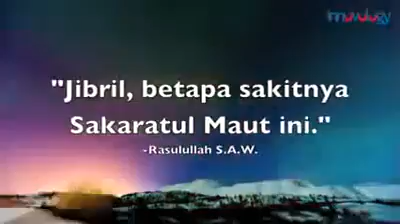 "Jibril, betapa sakitnya
Sakaratul Maut ini."
-Rasulullah S.A.W.